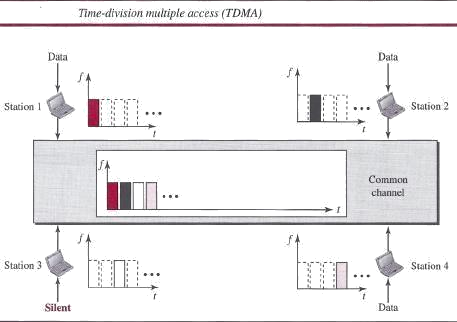 Time-division multiple access (TDMA)
Data
Data
f
f
Station 1
Station 2
t
t
f
Common
channel
t
f
f
Station 3
Station 4
t
t
Silent
Data